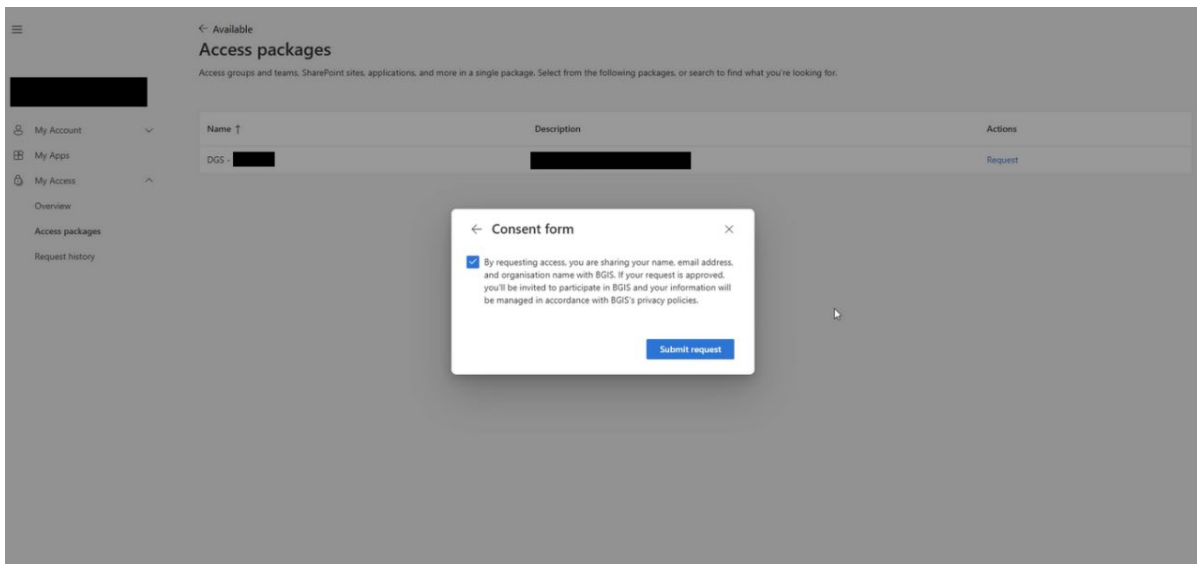 ← Available
Access packages
Access groups and teams, SharePoint sites, applications, and more in a single package. Select from the following packages, or search to find what you're looking for.
My Account
My Apps
My Access
Overview
Access packages
Request history
Name ↑ Description Actions
DGS - Request
← Consent form
By requesting access, you are sharing your name, email address,
and organisation name with BGIS. If your request is approved,
you'll be invited to participate in BGIS and your information will
be managed in accordance with BGIS's privacy policies.
Submit request